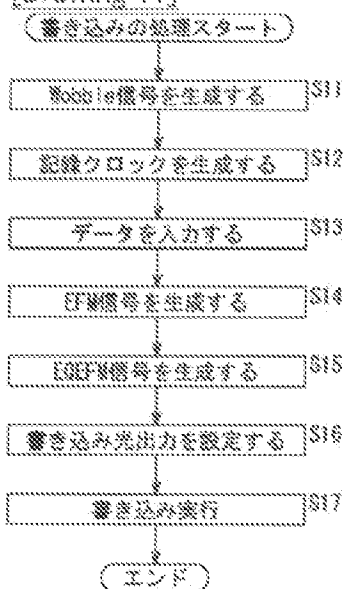 書き込みの処理スタート
Wobble信号を生成する S11
記録クロックを生成する S12
データを入力する S13
EFM信号を生成する S14
EQEFM信号を生成する S15
書き込み光出力を設定する S16
書き込み実行 S17
エンド